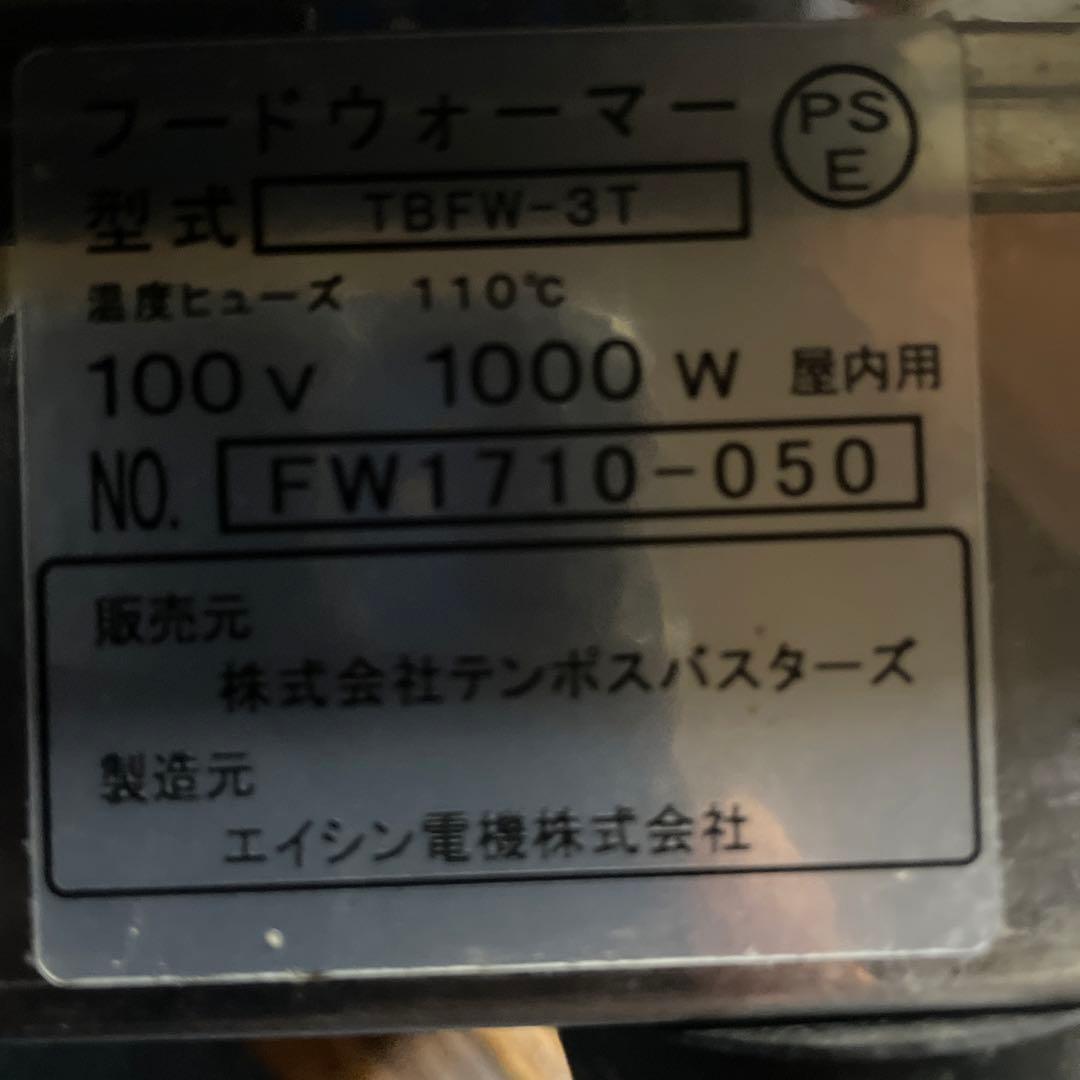 フードウォーマー
PS
E
型式 TBFW-3T
温度ヒューズ 110℃
100V 1000W 屋内用
NO. FW1710-050
販売元
株式会社テンポスバスターズ
製造元
エイシン電機株式会社